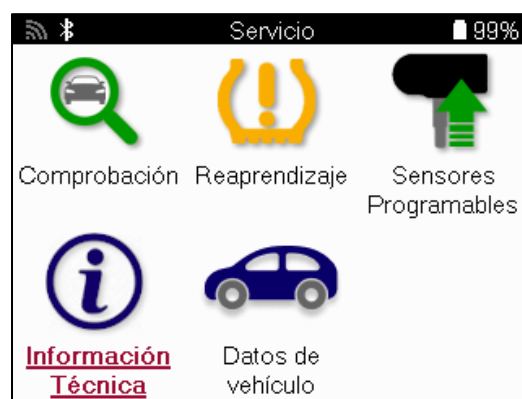 Servicio
99%
Comprobación
Reaprendizaje
Sensores
Programables
Información
Técnica
Datos de
vehículo